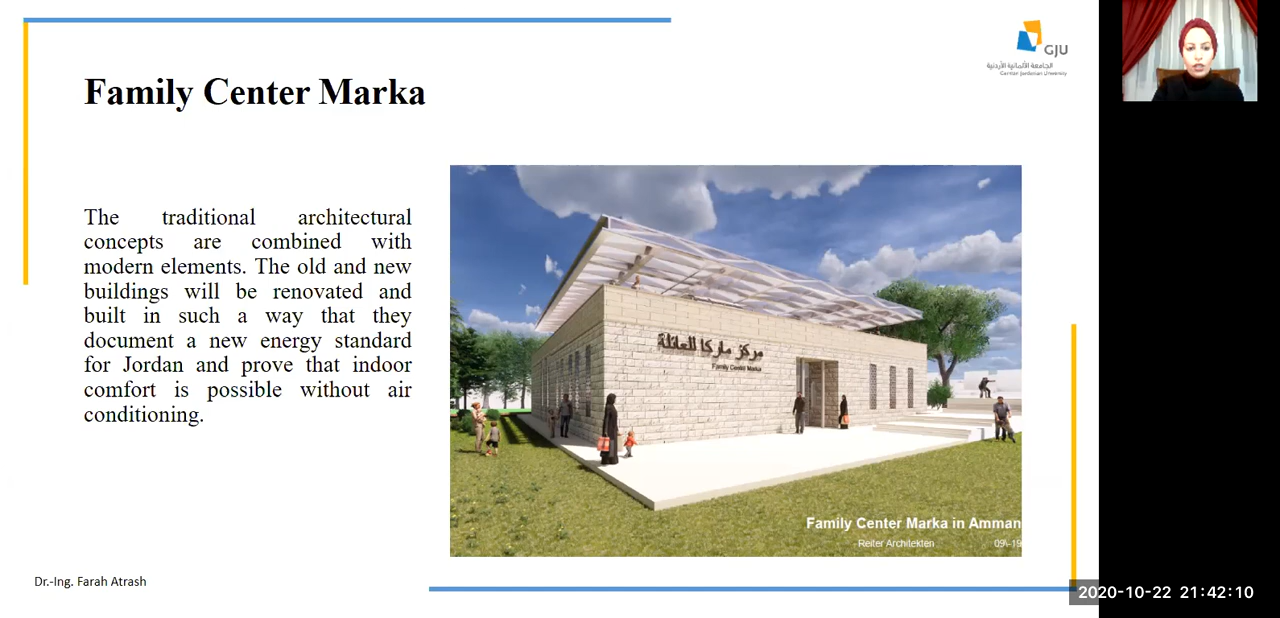 GJU
الجامعة الألمانية الأردنية
German Jordanian University
Family Center Marka
The traditional architectural
concepts are combined with
modern elements. The old and new
buildings will be renovated and
built in such a way that they
document a new energy standard
for Jordan and prove that indoor
comfort is possible without air
conditioning.
مركز ماركا للعائلة
Family Center Marka
Family Center Marka in Amman
Reiter Architekten 09\-19
Dr.-Ing. Farah Atrash
2020-10-22 21:42:10